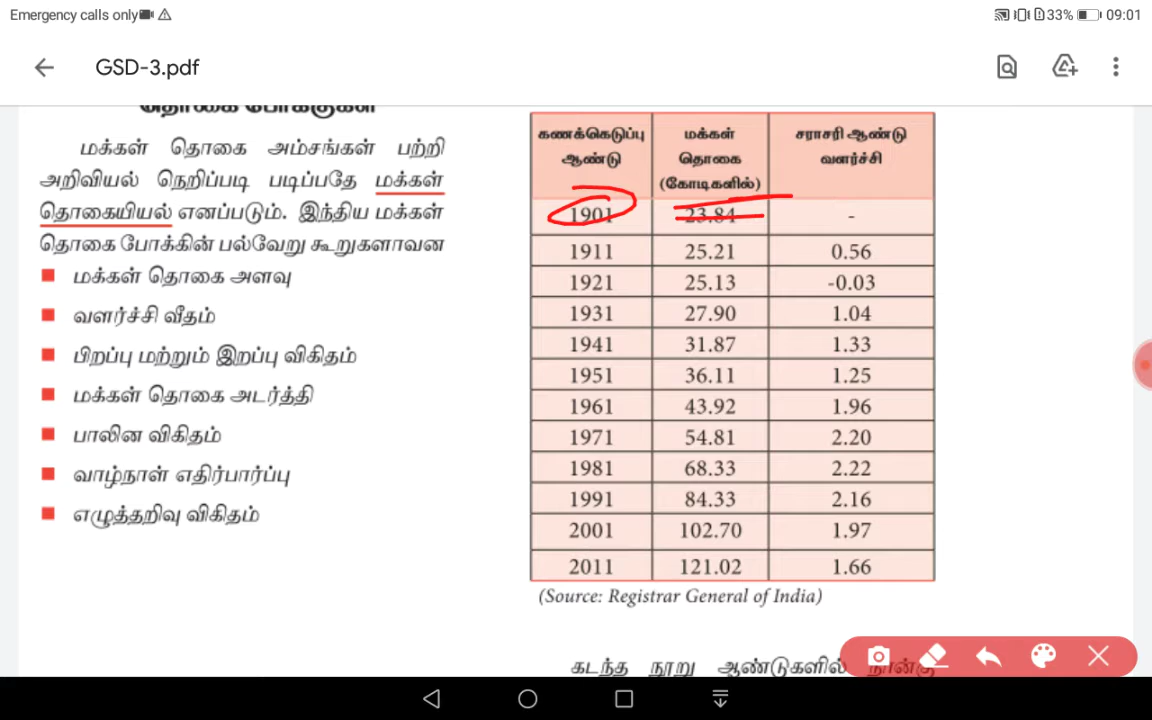 Emergency calls only
33% 09:01
GSD-3.pdf
தொகை போக்குகள்
மக்கள் தொகை அம்சங்கள் பற்றி
அறிவியல் நெறிப்படி படிப்பதே மக்கள்
தொகையியல் எனப்படும். இந்திய மக்கள்
தொகை போக்கின் பல்வேறு கூறுகளாவன
மக்கள் தொகை அளவு
வளர்ச்சி வீதம்
பிறப்பு மற்றும் இறப்பு விகிதம்
மக்கள் தொகை அடர்த்தி
பாலின விகிதம்
வாழ்நாள் எதிர்பார்ப்பு
எழுத்தறிவு விகிதம்
கணக்கெடுப்பு ஆண்டு | மக்கள் தொகை (கோடிகளில்) | சராசரி ஆண்டு வளர்ச்சி
1901 23.84 -
1911 25.21 0.56
1921 25.13 -0.03
1931 27.90 1.04
1941 31.87 1.33
1951 36.11 1.25
1961 43.92 1.96
1971 54.81 2.20
1981 68.33 2.22
1991 84.33 2.16
2001 102.70 1.97
2011 121.02 1.66
(Source: Registrar General of India)
கடந்த நூறு ஆண்டுகளில் நான்கு